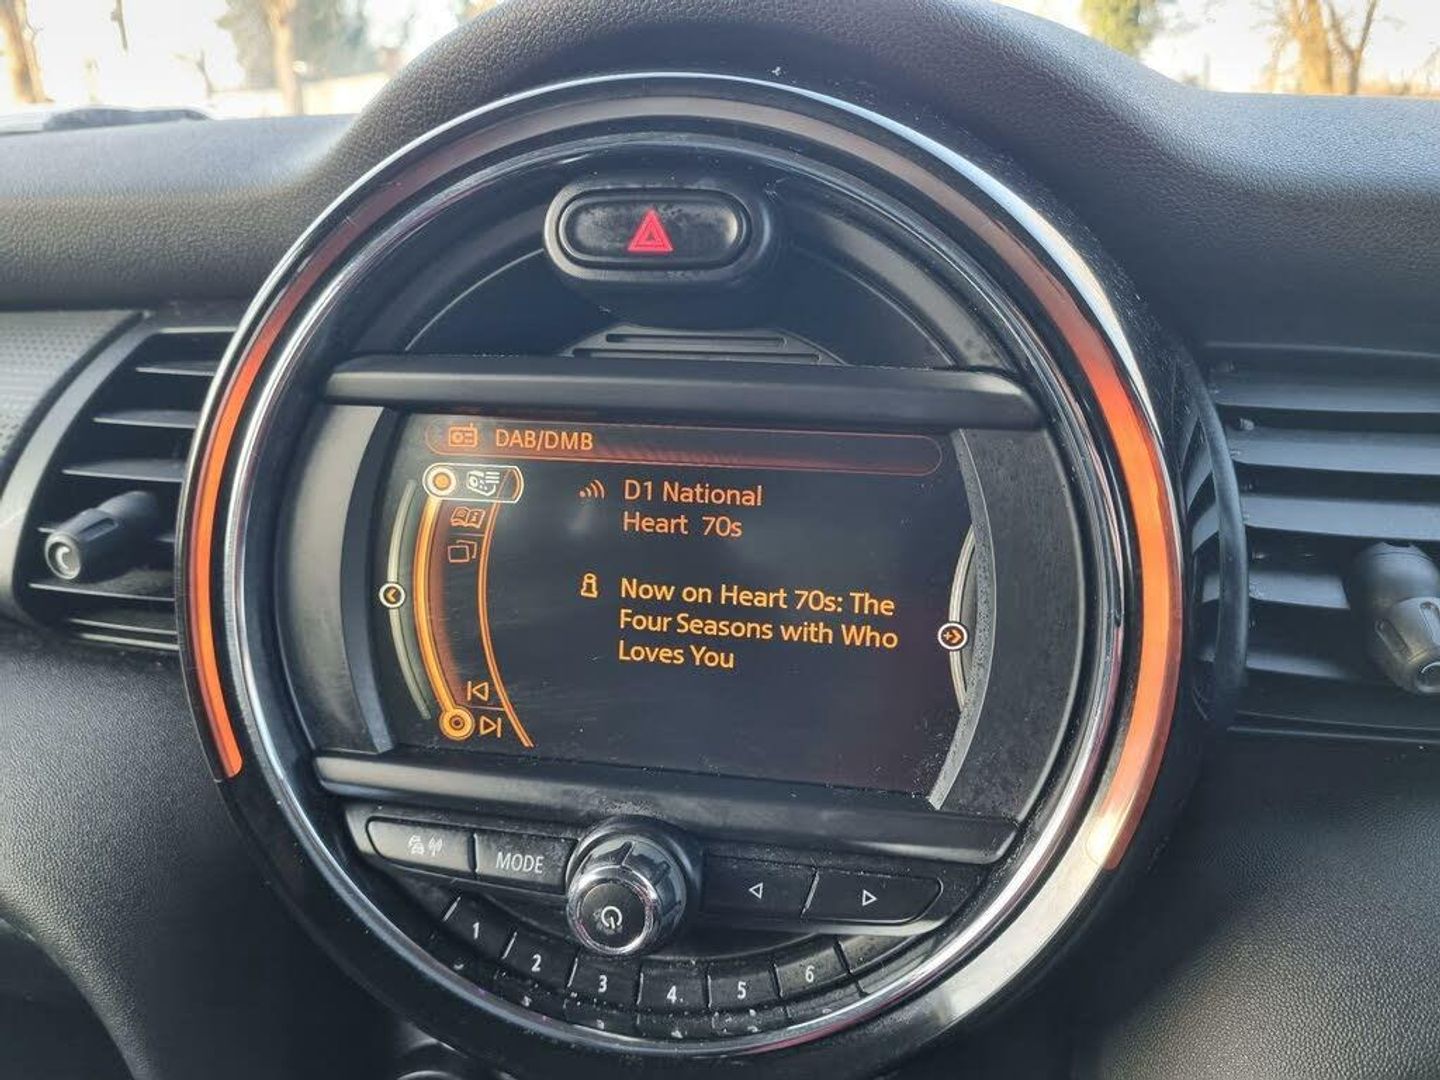 DAB/DMB
D1 National
Heart 70s
Now on Heart 70s: The
Four Seasons with Who
Loves You
MODE
1
2
3
4
5
6